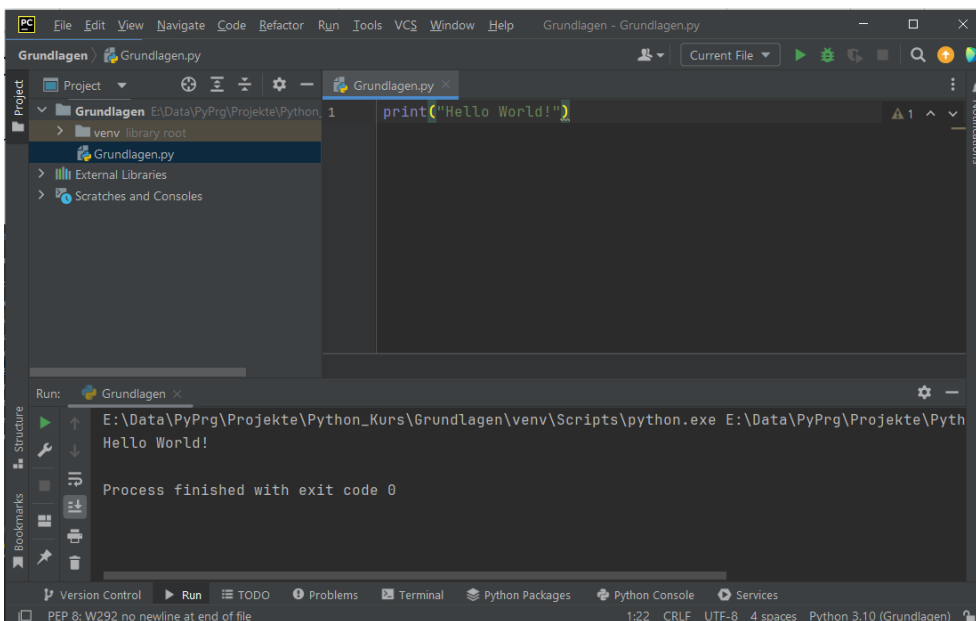 PC File Edit View Navigate Code Refactor Run Tools VCS Window Help Grundlagen - Grundlagen.py
Grundlagen Grundlagen.py Current File
Project Project Grundlagen.py
Grundlagen E:\Data\PyPrg\Projekte\Python_ 1 print("Hello World!") 1
venv library root
Grundlagen.py
External Libraries
Scratches and Consoles
Notifications
Run: Grundlagen
E:\Data\PyPrg\Projekte\Python_Kurs\Grundlagen\venv\Scripts\python.exe E:\Data\PyPrg\Projekte\Pyth
Hello World!
Structure
Process finished with exit code 0
Bookmarks
Version Control Run TODO Problems Terminal Python Packages Python Console Services
PEP 8: W292 no newline at end of file 1:22 CRLF UTF-8 4 spaces Python 3.10 (Grundlagen)